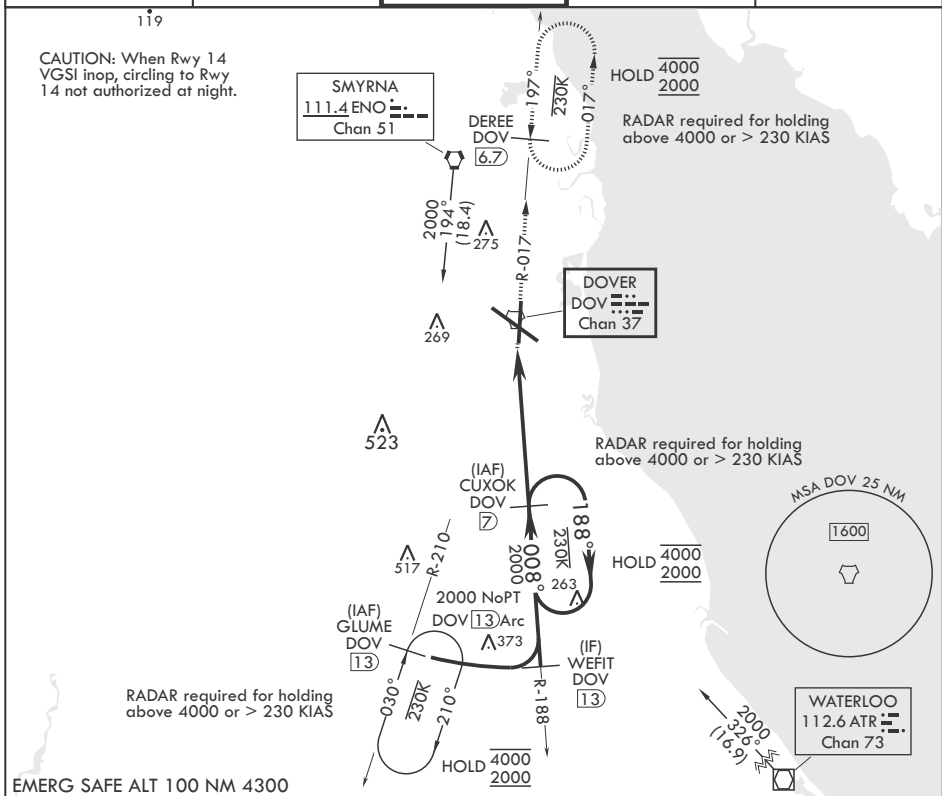 119
CAUTION: When Rwy 14
VGSI inop, circling to Rwy
14 not authorized at night.
SMYRNA
111.4 ENO
Chan 51
DEREE
DOV
6.7
197°
230K
017°
HOLD 4000
2000
RADAR required for holding
above 4000 or > 230 KIAS
2000
194°
(18.4)
275
R-017
DOVER
DOV
Chan 37
269
523
RADAR required for holding
above 4000 or > 230 KIAS
(IAF)
CUXOK
DOV
7
188°
230K
008°
2000
263
HOLD 4000
2000
MSA DOV 25 NM
1600
517
R-210
2000 NoPT
DOV 13 Arc
373
(IAF)
GLUME
DOV
13
(IF)
WEFIT
DOV
13
030°
230K
210°
R-188
RADAR required for holding
above 4000 or > 230 KIAS
HOLD 4000
2000
2000
326°
(16.9)
WATERLOO
112.6 ATR
Chan 73
EMERG SAFE ALT 100 NM 4300